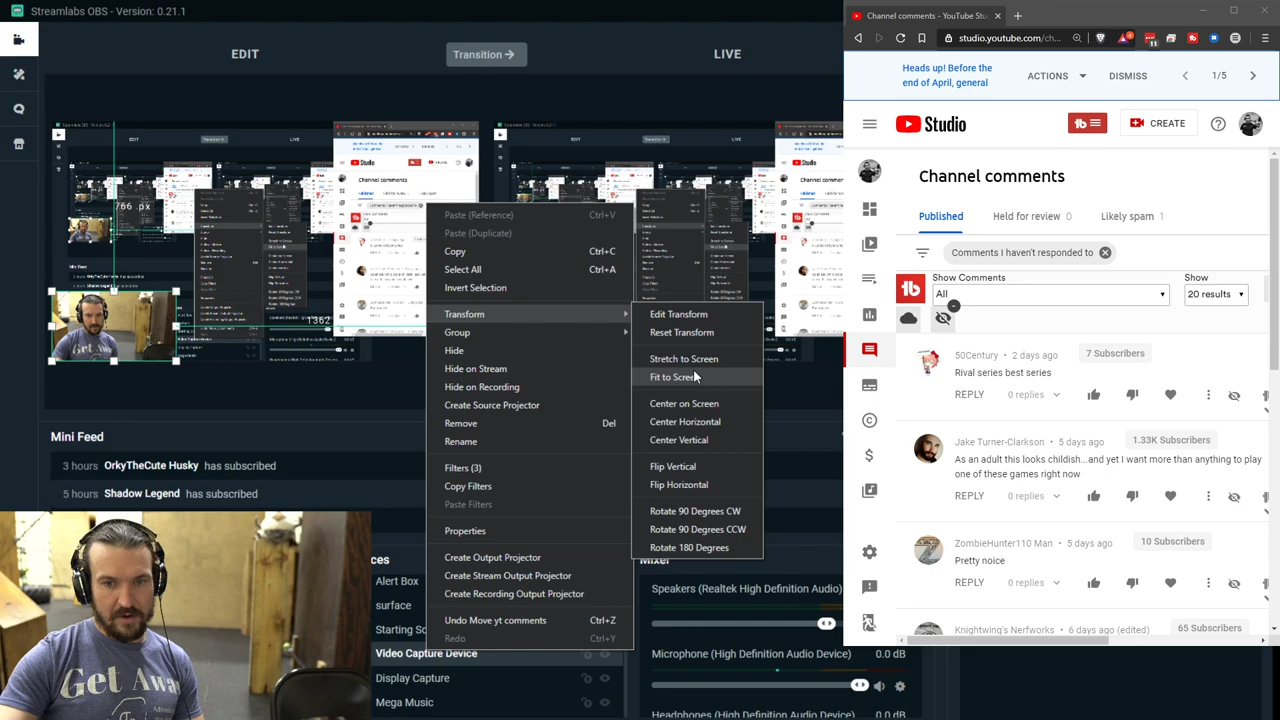 Streamlabs OBS - Version: 0.21.1
EDIT
Transition
LIVE
Paste (Reference) Ctrl+V
Paste (Duplicate) Ctrl+D
Copy Ctrl+C
Select All Ctrl+A
Invert Selection
Transform
Group
Hide
Hide on Stream
Hide on Recording
Create Source Projector
Remove Del
Rename
Filters (3)
Copy Filters
Paste Filters
Properties
Create Output Projector
Create Stream Output Projector
Create Recording Output Projector
Undo Move yt comments Ctrl+Z
Redo Ctrl+Y
Edit Transform
Reset Transform
Stretch to Screen
Fit to Screen
Center on Screen
Center Horizontal
Center Vertical
Flip Vertical
Flip Horizontal
Rotate 90 Degrees CW
Rotate 90 Degrees CCW
Rotate 180 Degrees
766 px
1362
Mini Feed
3 hours OrkyTheCute Husky has subscribed
5 hours Shadow Legend has subscribed
Alert Box
surface
Video Capture Device
Display Capture
Mega Music
Mixer
Speakers (Realtek High Definition Audio)
Microphone (High Definition Audio Device) 0.0 dB
Headphones (High Definition Audio 0.0 dB
Get
Channel comments - YouTube Stu
studio.youtube.com/ch...
4
11
Heads up! Before the
end of April, general
ACTIONS
DISMISS
1/5
Studio
CREATE
Channel comments
Published
Held for review
Likely spam 1
Comments I haven't responded to
Show Comments
All
Show
20 results
50Century 2 days ago 7 Subscribers
Rival series best series
REPLY 0 replies
Jake Turner-Clarkson 5 days ago 1.33K Subscribers
As an adult this looks childish...and yet I want more than anything to play
one of these games right now
REPLY 0 replies
ZombieHunter110 Man 5 days ago 10 Subscribers
Pretty noice
REPLY 0 replies
Knightwing's Nerfworks 6 days ago (edited) 65 Subscribers